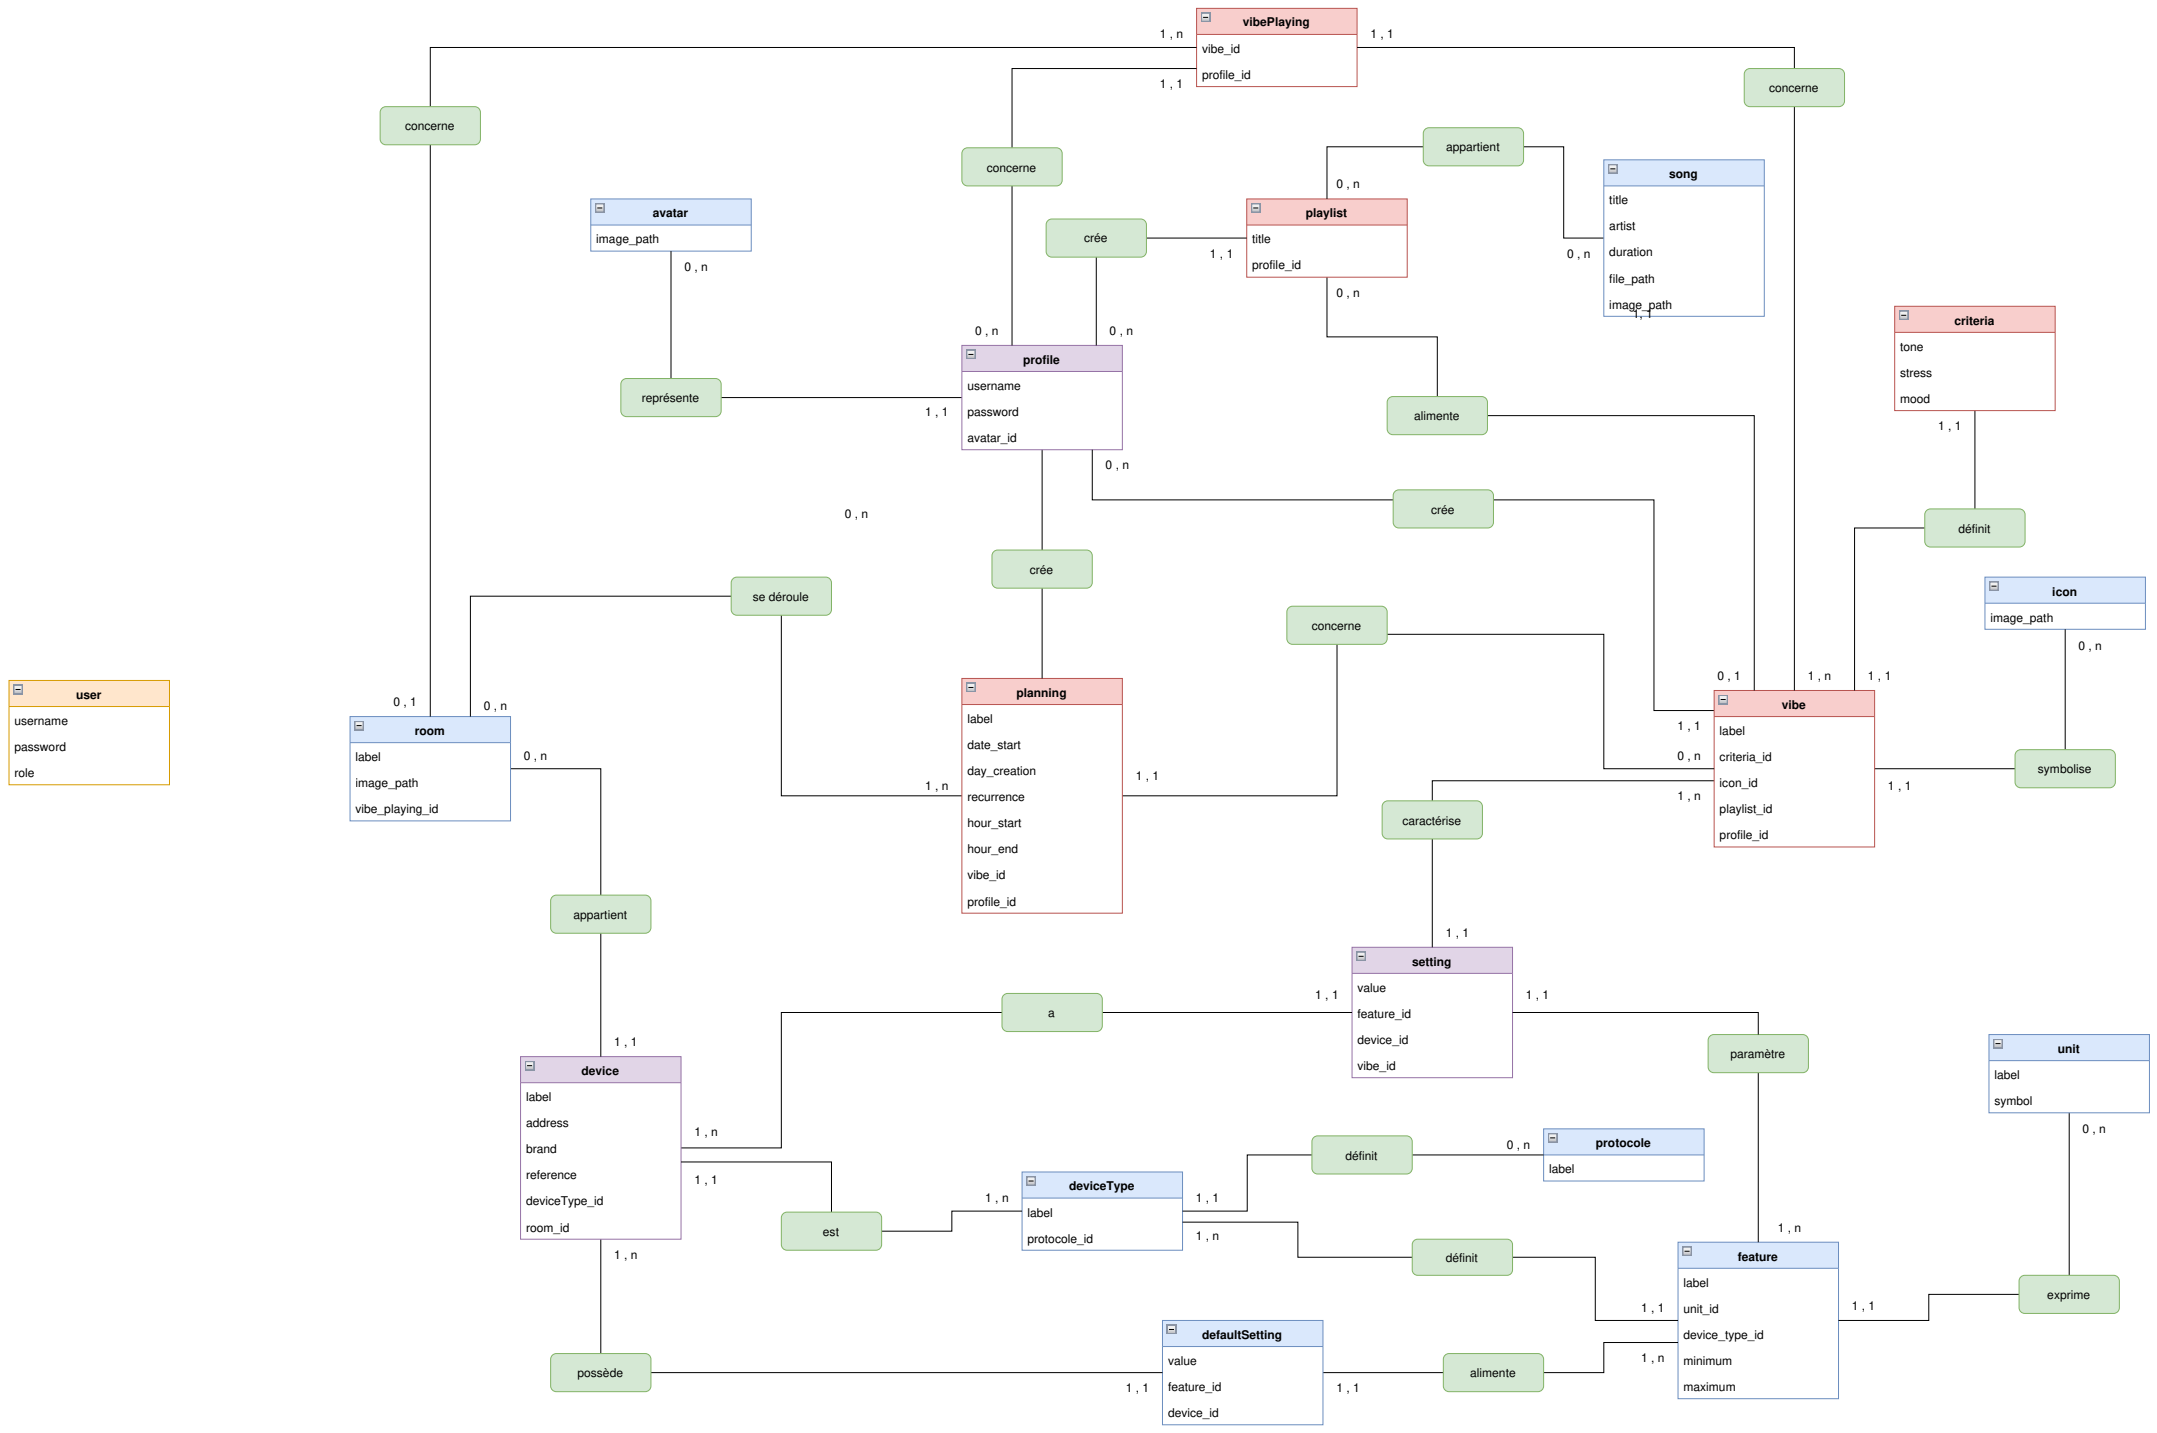 vibePlaying
vibe_id
profile_id
1 , n
1 , 1
1 , 1
concerne
concerne
concerne
appartient
song
title
artist
duration
file_path
image_path
1, 1
0 , n
0 , n
avatar
image_path
0 , n
crée
1 , 1
playlist
title
profile_id
0 , n
0 , n
0 , n
criteria
tone
stress
mood
1 , 1
profile
username
password
avatar_id
représente
1 , 1
alimente
0 , n
crée
0 , n
définit
crée
se déroule
concerne
icon
image_path
0 , n
user
username
password
role
0 , 1
0 , n
room
label
image_path
vibe_playing_id
0 , n
planning
label
date_start
day_creation
recurrence
hour_start
hour_end
vibe_id
profile_id
1 , n
1 , 1
0 , 1
1 , n
1 , 1
vibe
label
criteria_id
icon_id
playlist_id
profile_id
1 , 1
0 , n
1 , n
1 , 1
symbolise
caractérise
appartient
1 , 1
setting
value
feature_id
device_id
vibe_id
1 , 1
1 , 1
a
paramètre
unit
label
symbol
0 , n
1 , 1
device
label
address
brand
reference
deviceType_id
room_id
1 , n
1 , 1
1 , n
est
1 , n
deviceType
label
protocole_id
1 , 1
1 , n
définit
0 , n
protocole
label
définit
1 , n
feature
label
unit_id
device_type_id
minimum
maximum
1 , 1
1 , n
1 , 1
exprime
possède
1 , 1
defaultSetting
value
feature_id
device_id
1 , 1
alimente